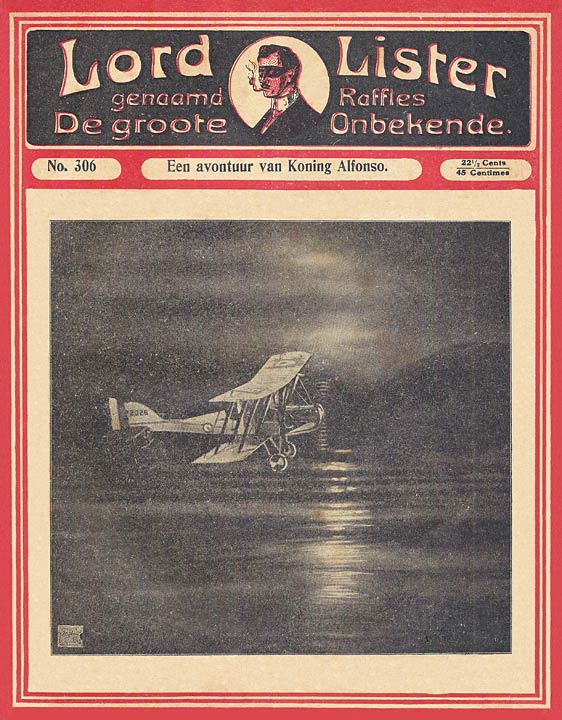 Lord Lister
genaamd Raffles
De groote Onbekende.
No. 306
Een avontuur van Koning Alfonso.
22½ Cents
45 Centimes
2026